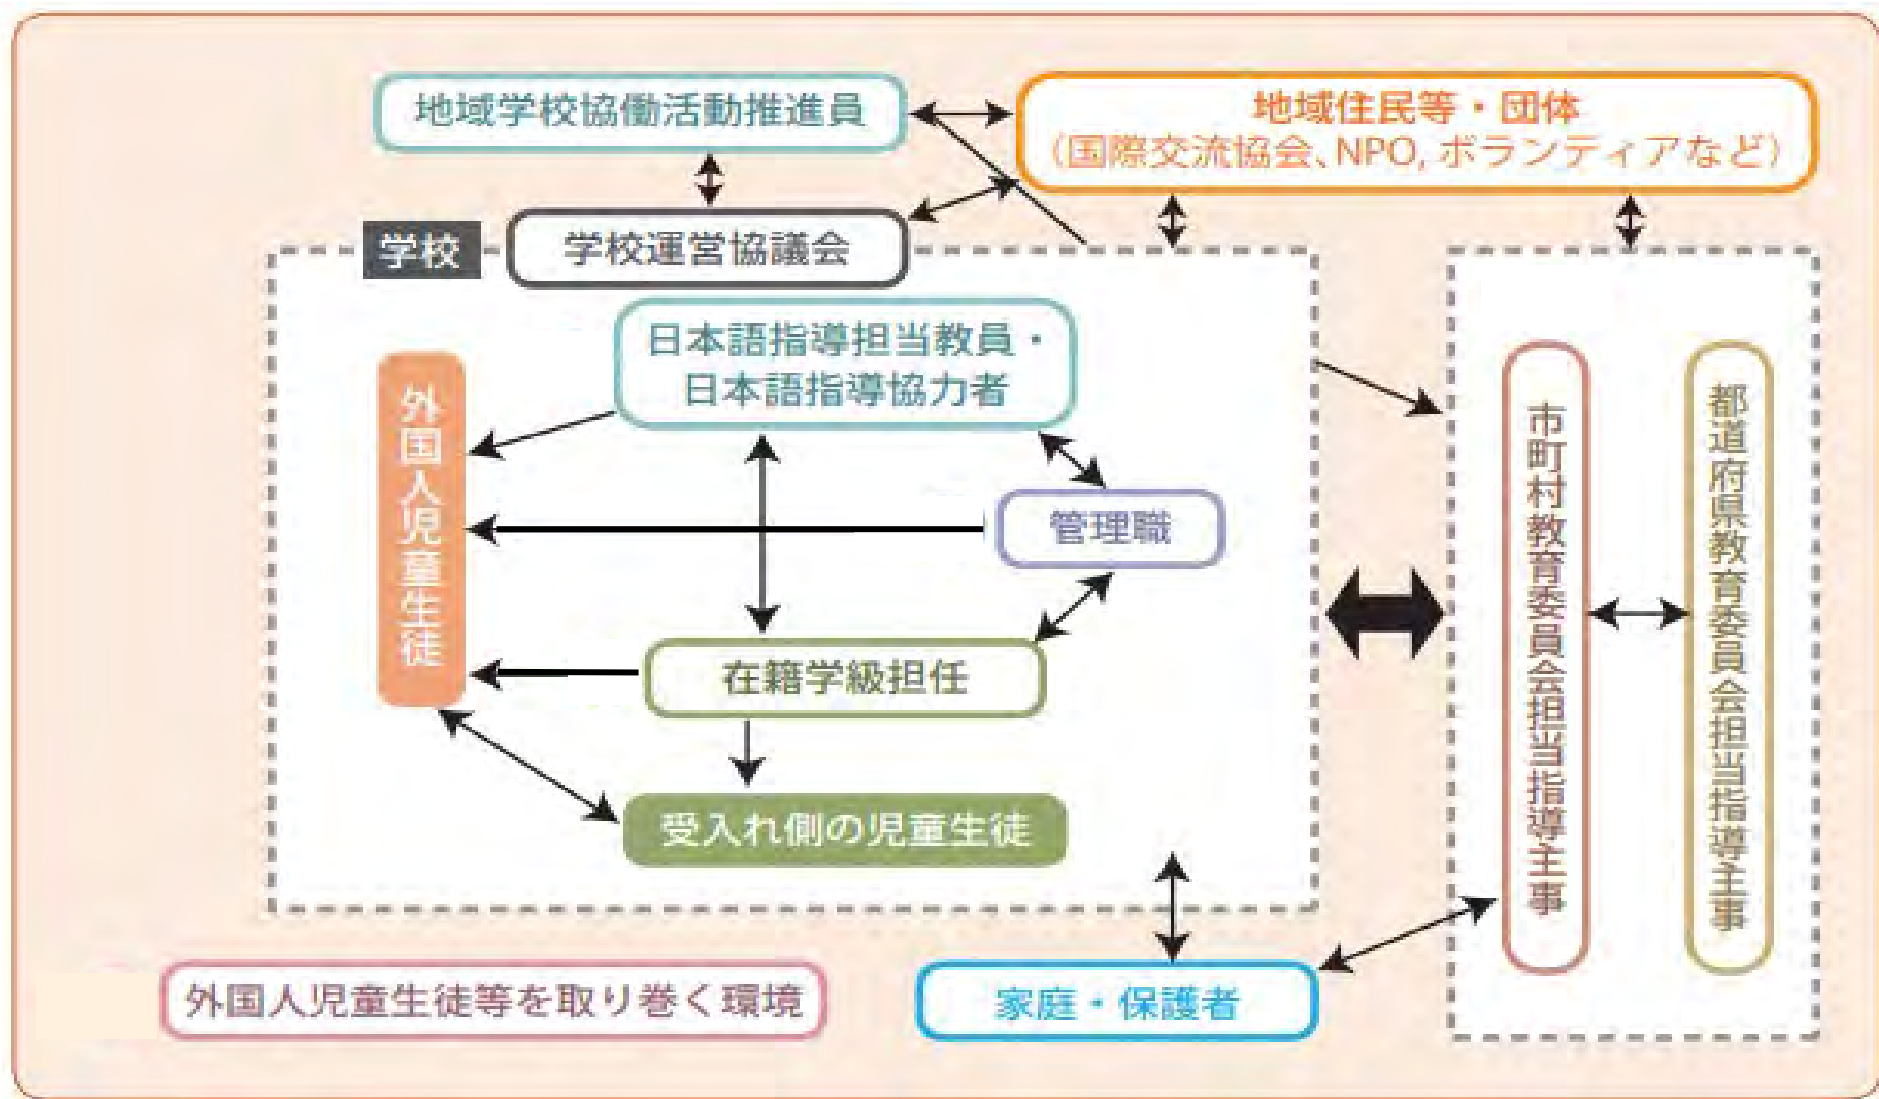 地域学校協働活動推進員
地域住民等・団体
（国際交流協会、NPO, ボランティアなど）
学校
学校運営協議会
日本語指導担当教員・
日本語指導協力者
外国人児童生徒
管理職
在籍学級担任
受入れ側の児童生徒
市町村教育委員会担当指導主事
都道府県教育委員会担当指導主事
外国人児童生徒等を取り巻く環境
家庭・保護者